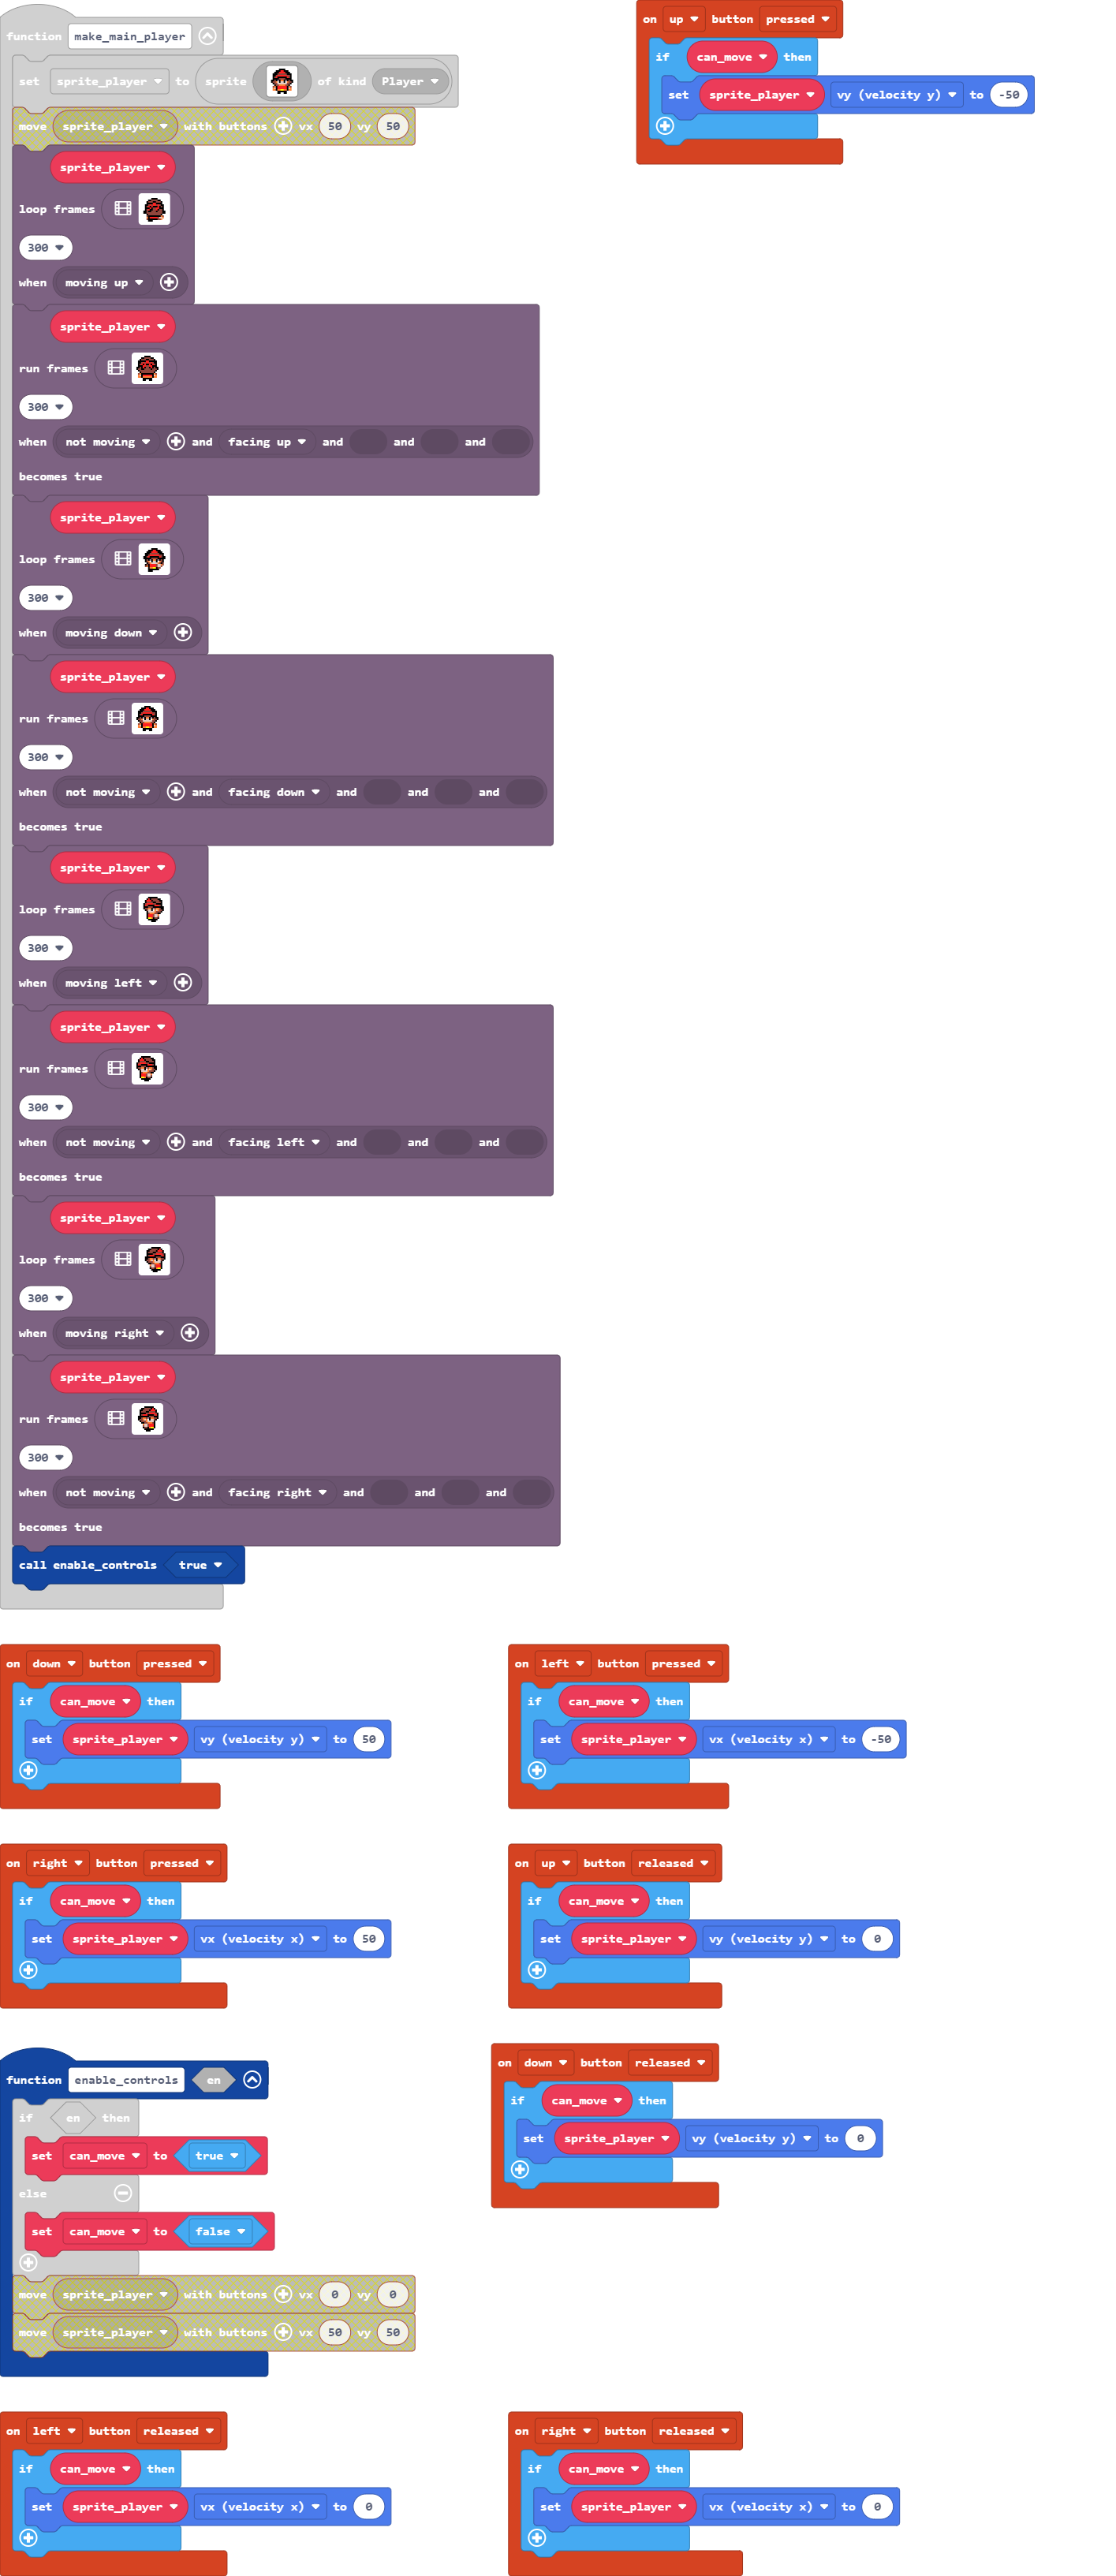 function make_main_player
set sprite_player to sprite of kind Player
move sprite_player with buttons vx 50 vy 50
sprite_player
loop frames
300
when moving up
sprite_player
run frames
300
when not moving and facing up and and and
becomes true
sprite_player
loop frames
300
when moving down
sprite_player
run frames
300
when not moving and facing down and and and
becomes true
sprite_player
loop frames
300
when moving left
sprite_player
run frames
300
when not moving and facing left and and and
becomes true
sprite_player
loop frames
300
when moving right
sprite_player
run frames
300
when not moving and facing right and and and
becomes true
call enable_controls true
on up button pressed
if can_move then
set sprite_player vy (velocity y) to -50
on down button pressed
if can_move then
set sprite_player vy (velocity y) to 50
on left button pressed
if can_move then
set sprite_player vx (velocity x) to -50
on right button pressed
if can_move then
set sprite_player vx (velocity x) to 50
on up button released
if can_move then
set sprite_player vy (velocity y) to 0
function enable_controls en
if en then
set can_move to true
else
set can_move to false
move sprite_player with buttons vx 0 vy 0
move sprite_player with buttons vx 50 vy 50
on down button released
if can_move then
set sprite_player vy (velocity y) to 0
on left button released
if can_move then
set sprite_player vx (velocity x) to 0
on right button released
if can_move then
set sprite_player vx (velocity x) to 0